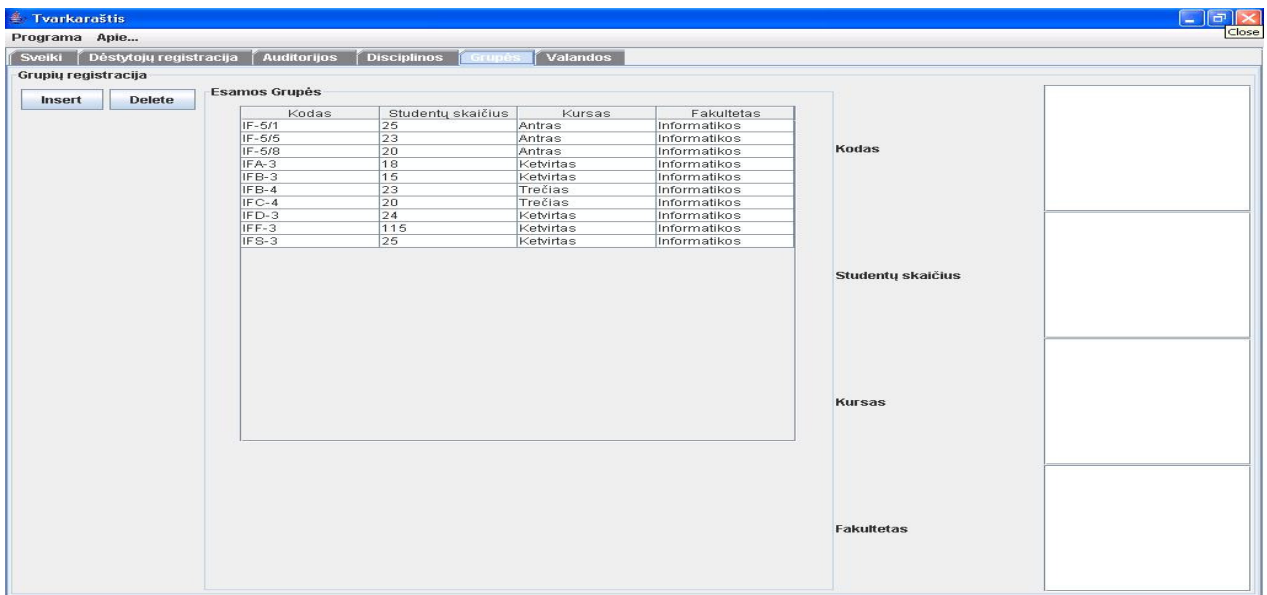 Tvarkaraštis
Programa Apie...
Close
Sveiki Dėstytojų registracija Auditorijos Disciplinos Grupės Valandos
Grupių registracija
Insert Delete
Esamos Grupės
Kodas Studentų skaičius Kursas Fakultetas
IF-5/1 25 Antras Informatikos
IF-5/5 23 Antras Informatikos
IF-5/8 20 Antras Informatikos
IFA-3 18 Ketvirtas Informatikos
IFB-3 15 Ketvirtas Informatikos
IFB-4 23 Trečias Informatikos
IFC-4 20 Trečias Informatikos
IFD-3 24 Ketvirtas Informatikos
IFF-3 115 Ketvirtas Informatikos
IFS-3 25 Ketvirtas Informatikos
Kodas
Studentų skaičius
Kursas
Fakultetas